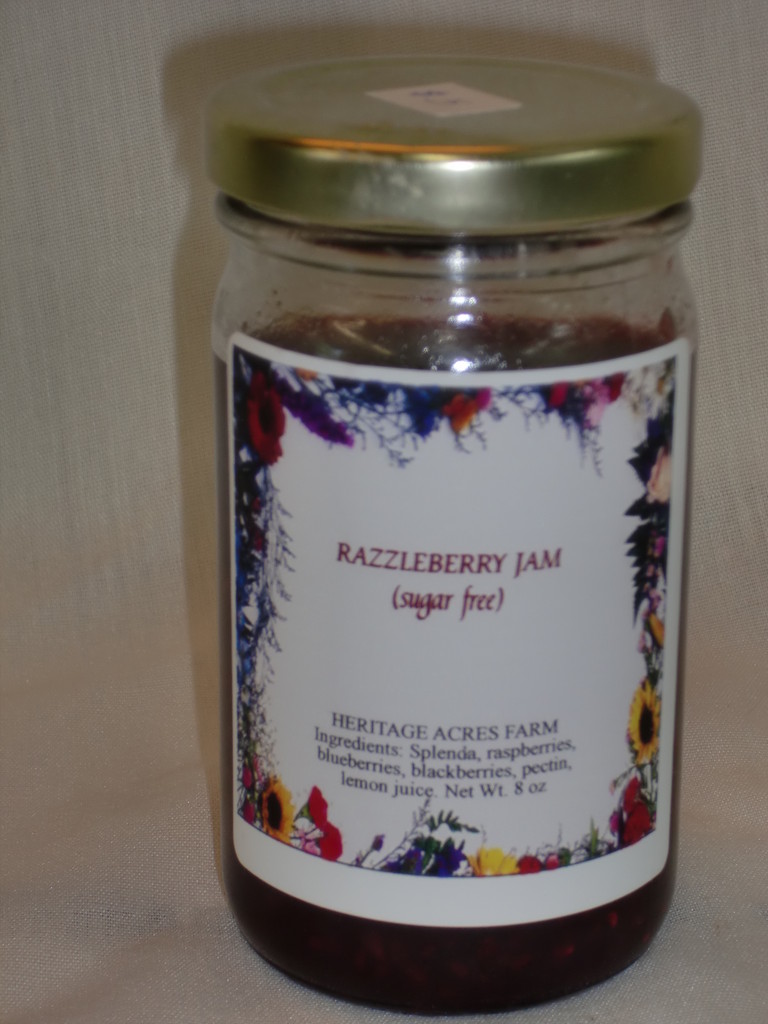 RAZZLEBERRY JAM
(sugar free)
HERITAGE ACRES FARM
Ingredients: Splenda, raspberries,
blueberries, blackberries, pectin,
lemon juice. Net Wt. 8 oz